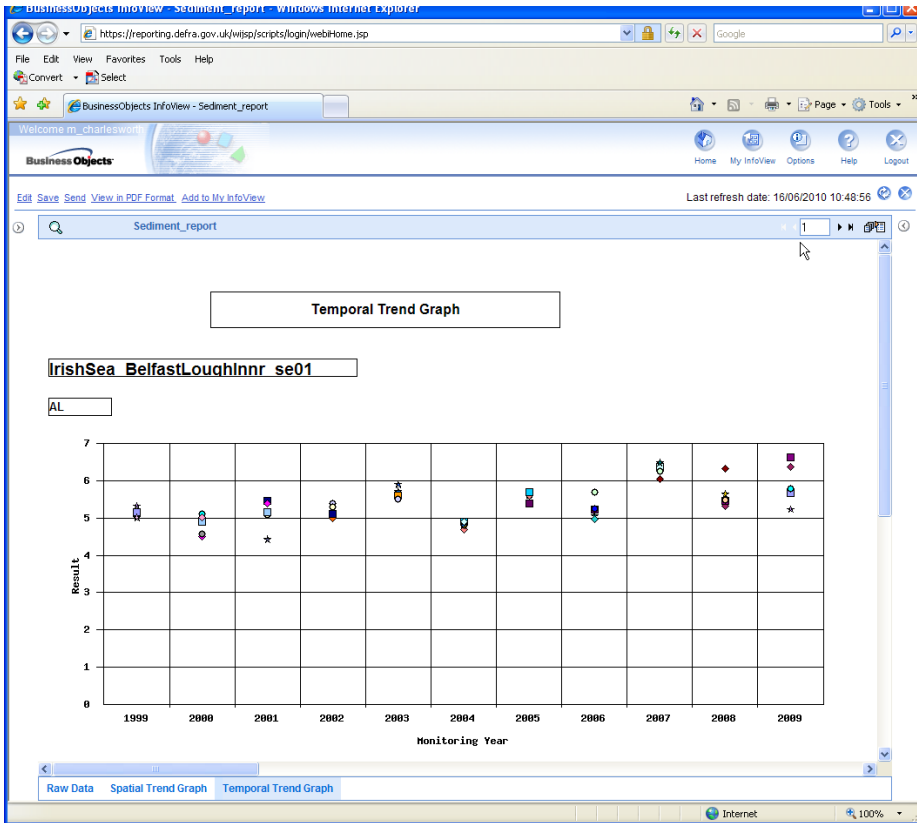 BusinessObjects InfoView - Sediment_report - Windows Internet Explorer
https://reporting.defra.gov.uk/wijsp/scripts/login/webiHome.jsp
Google
File Edit View Favorites Tools Help
Convert Select
BusinessObjects InfoView - Sediment_report
Page Tools »
Welcome m_charlesworth
Business Objects
Home My InfoView Options Help Logout
Edit Save Send View in PDF Format Add to My InfoView
Last refresh date: 16/06/2010 10:48:56
Sediment_report
1
Temporal Trend Graph
IrishSea_BelfastLoughInnr_se01
AL
7
6
5
4
3
2
1
0
Result
1999 2000 2001 2002 2003 2004 2005 2006 2007 2008 2009
Monitoring Year
Raw Data Spatial Trend Graph Temporal Trend Graph
Internet 100%